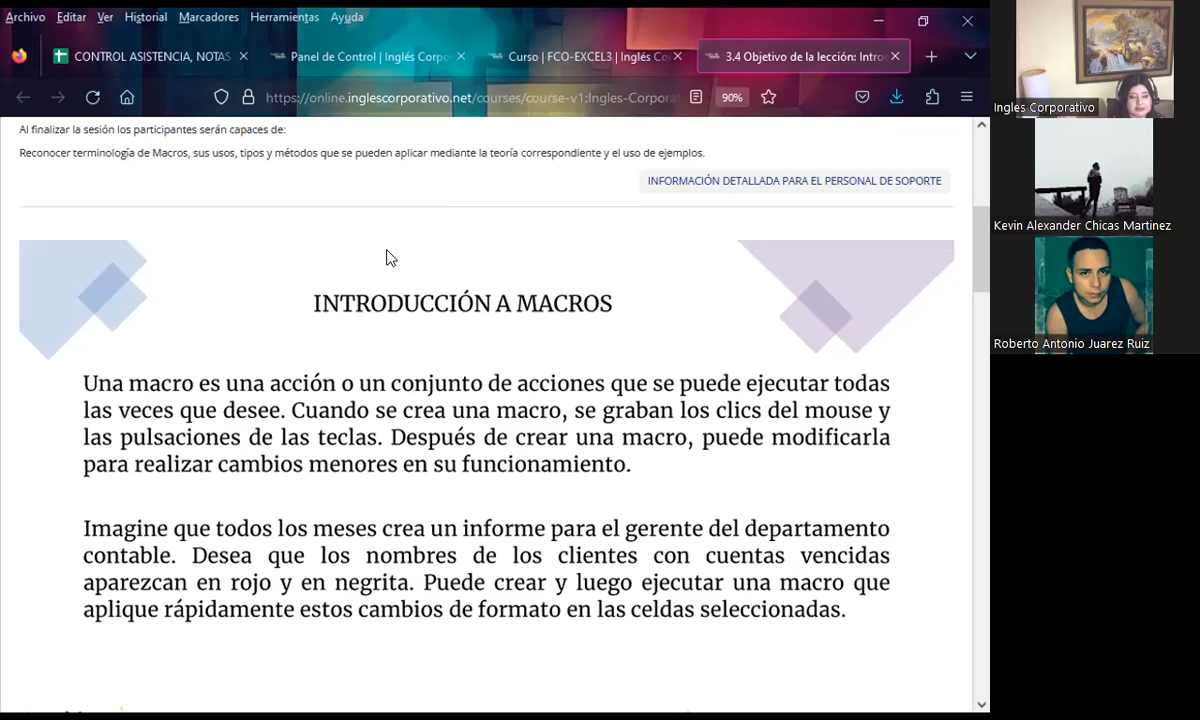 Archivo Editar Ver Historial Marcadores Herramientas Ayuda
CONTROL ASISTENCIA, NOTAS
Panel de Control | Inglés Corpo
Curso | FCO-EXCEL3 | Inglés Co
3.4 Objetivo de la lección: Intro
https://online.inglescorporativo.net/courses/course-v1:Ingles-Corpora
90%
Al finalizar la sesión los participantes serán capaces de:
Reconocer terminología de Macros, sus usos, tipos y métodos que se pueden aplicar mediante la teoría correspondiente y el uso de ejemplos.
INFORMACIÓN DETALLADA PARA EL PERSONAL DE SOPORTE
INTRODUCCIÓN A MACROS
Una macro es una acción o un conjunto de acciones que se puede ejecutar todas
las veces que desee. Cuando se crea una macro, se graban los clics del mouse y
las pulsaciones de las teclas. Después de crear una macro, puede modificarla
para realizar cambios menores en su funcionamiento.
Imagine que todos los meses crea un informe para el gerente del departamento
contable. Desea que los nombres de los clientes con cuentas vencidas
aparezcan en rojo y en negrita. Puede crear y luego ejecutar una macro que
aplique rápidamente estos cambios de formato en las celdas seleccionadas.
Ingles Corporativo
Kevin Alexander Chicas Martinez
Roberto Antonio Juarez Ruiz